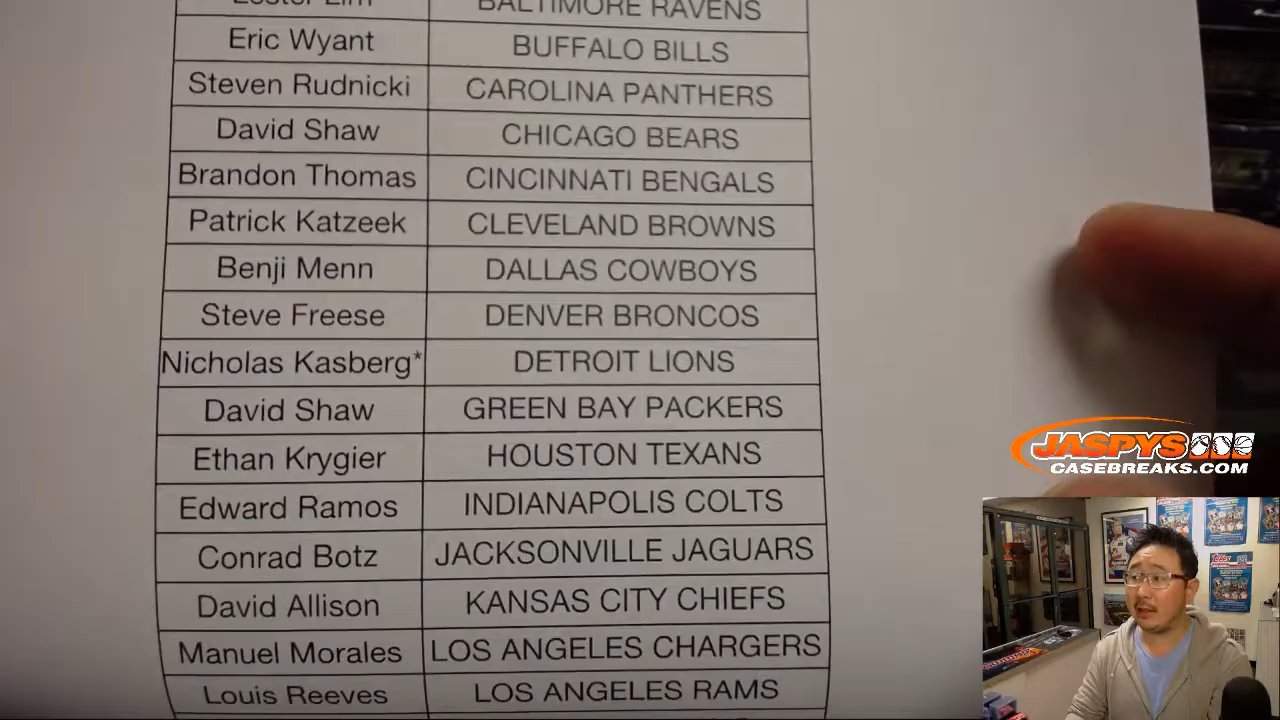 BALTIMORE RAVENS
Eric Wyant BUFFALO BILLS
Steven Rudnicki CAROLINA PANTHERS
David Shaw CHICAGO BEARS
Brandon Thomas CINCINNATI BENGALS
Patrick Katzeek CLEVELAND BROWNS
Benji Menn DALLAS COWBOYS
Steve Freese DENVER BRONCOS
Nicholas Kasberg* DETROIT LIONS
David Shaw GREEN BAY PACKERS
Ethan Krygier HOUSTON TEXANS
Edward Ramos INDIANAPOLIS COLTS
Conrad Botz JACKSONVILLE JAGUARS
David Allison KANSAS CITY CHIEFS
Manuel Morales LOS ANGELES CHARGERS
Louis Reeves LOS ANGELES RAMS
JASPYS
CASEBREAKS.COM